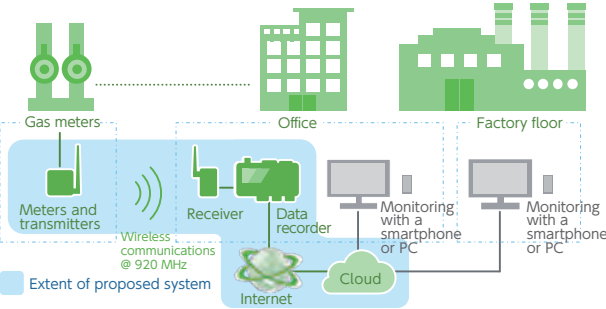 Gas meters
Office
Factory floor
Meters and
transmitters
Wireless
communications
@ 920 MHz
Receiver
Data
recorder
Monitoring
with a
smartphone
or PC
Monitoring
with a
smartphone
or PC
Internet
Cloud
Extent of proposed system